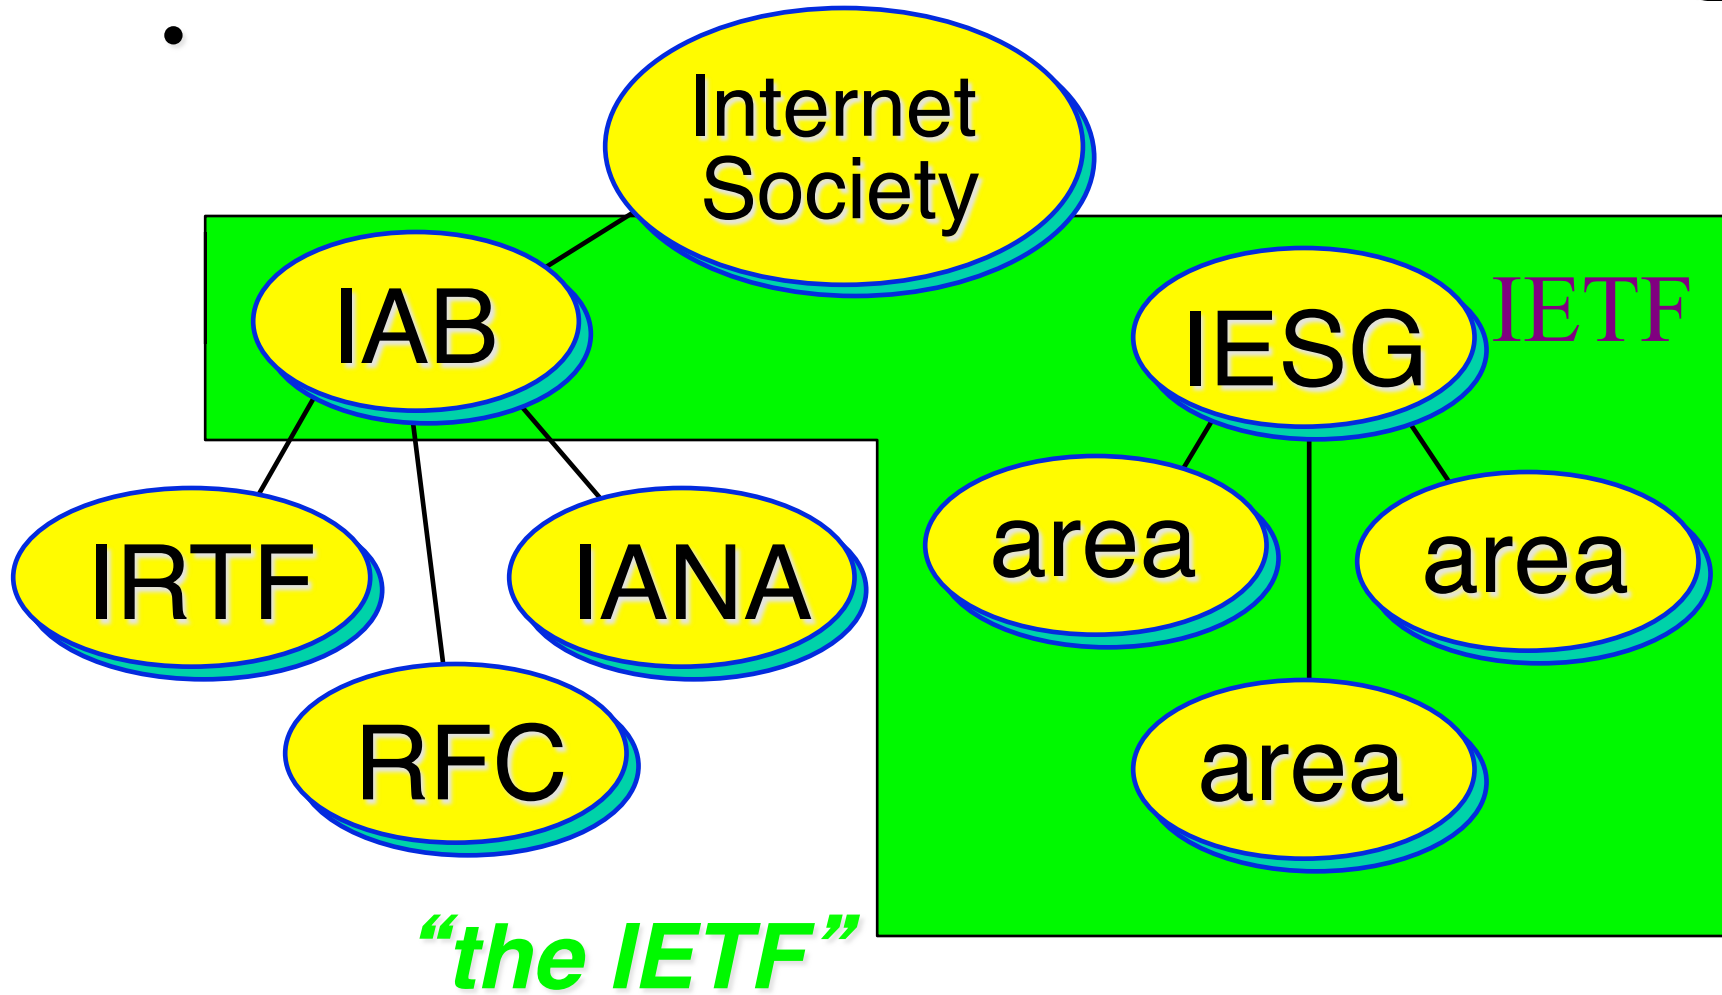 •
Internet
Society
IAB
IESG
IETF
IRTF
IANA
area
area
RFC
area
“the IETF”